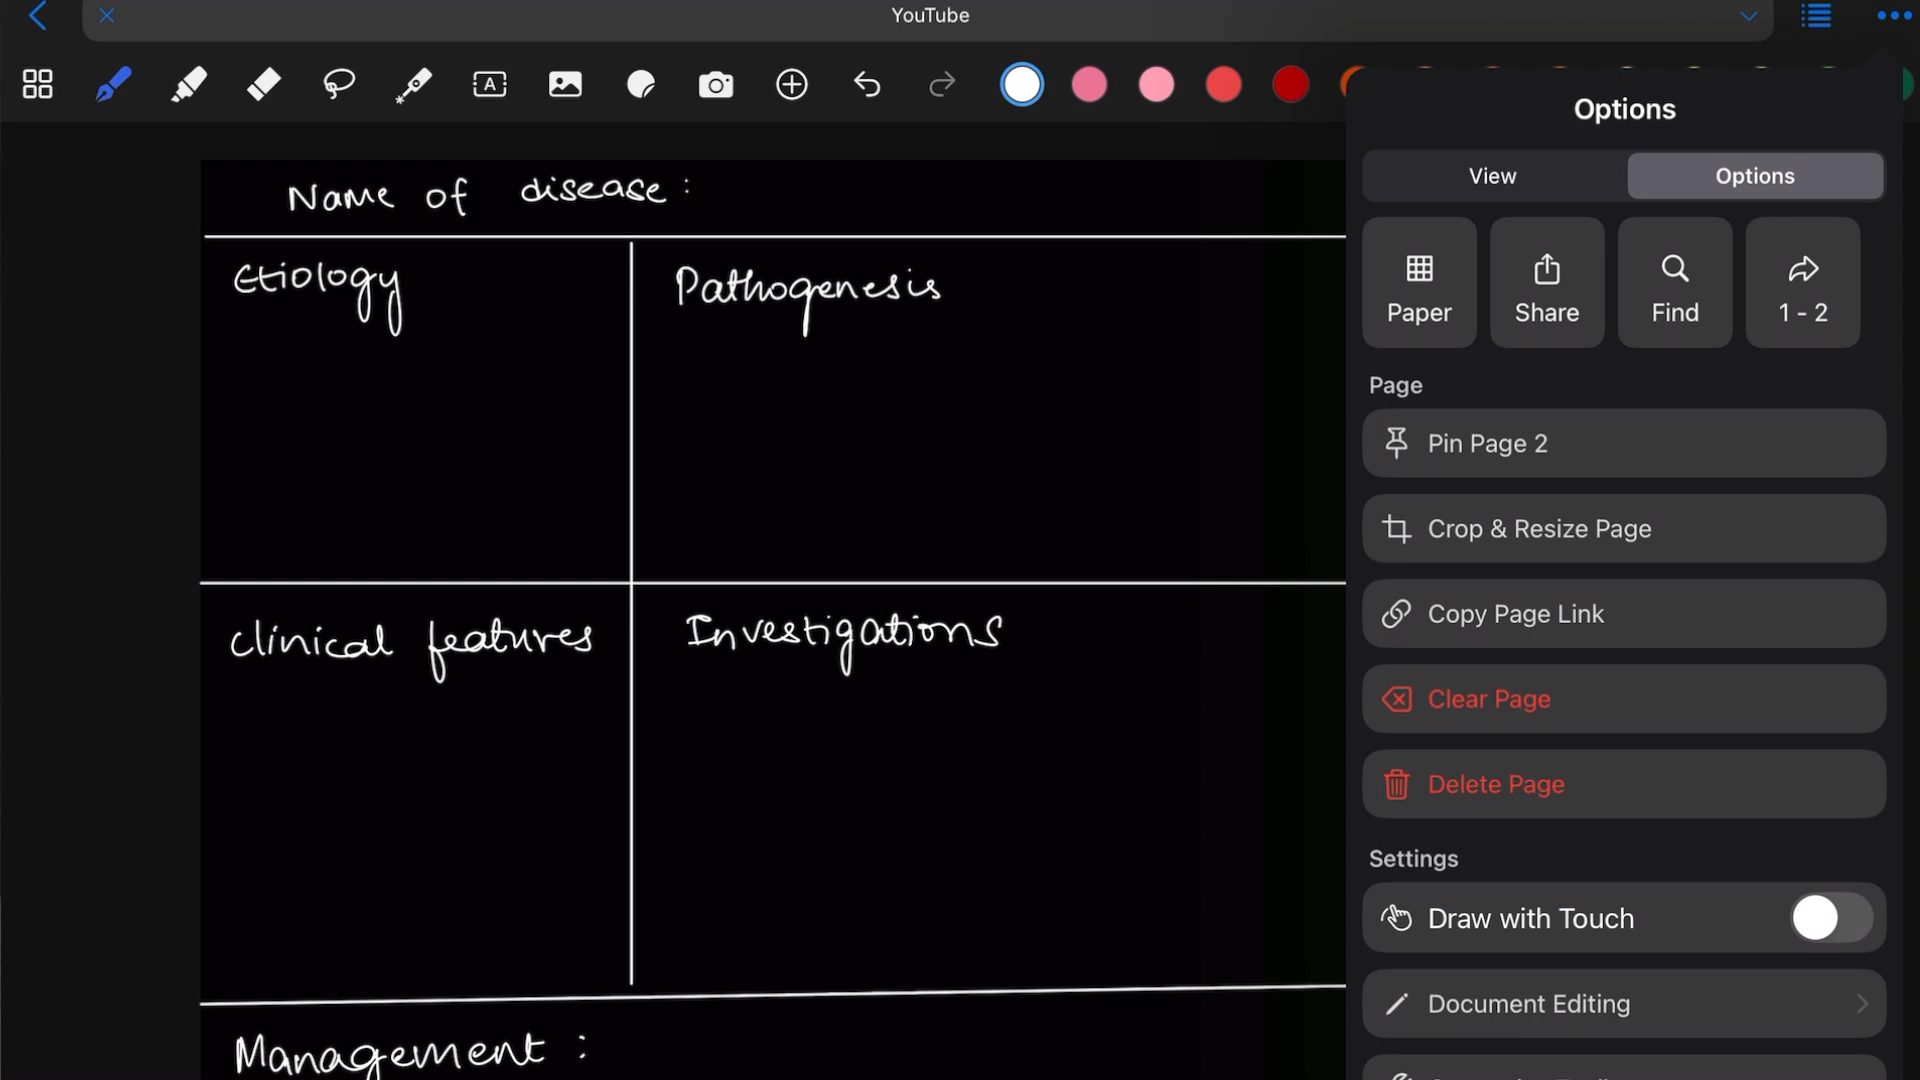 YouTube
A
Options
View Options
Paper Share Find 1 - 2
Name of disease :
Etiology Pathogenesis
Page
Pin Page 2
Crop & Resize Page
Copy Page Link
clinical features Investigations
Clear Page
Delete Page
Settings
Draw with Touch
Document Editing
Management :